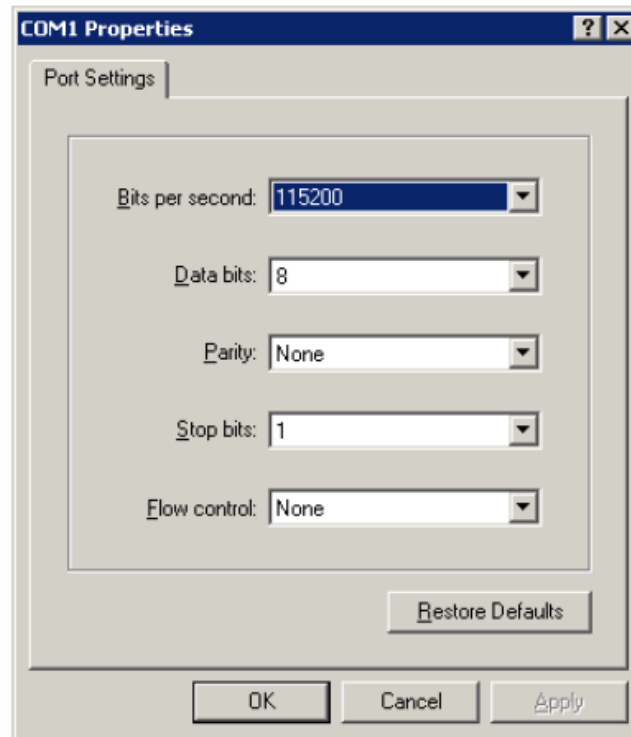 COM1 Properties
Port Settings
Bits per second: 115200
Data bits: 8
Parity: None
Stop bits: 1
Flow control: None
Restore Defaults
OK Cancel Apply